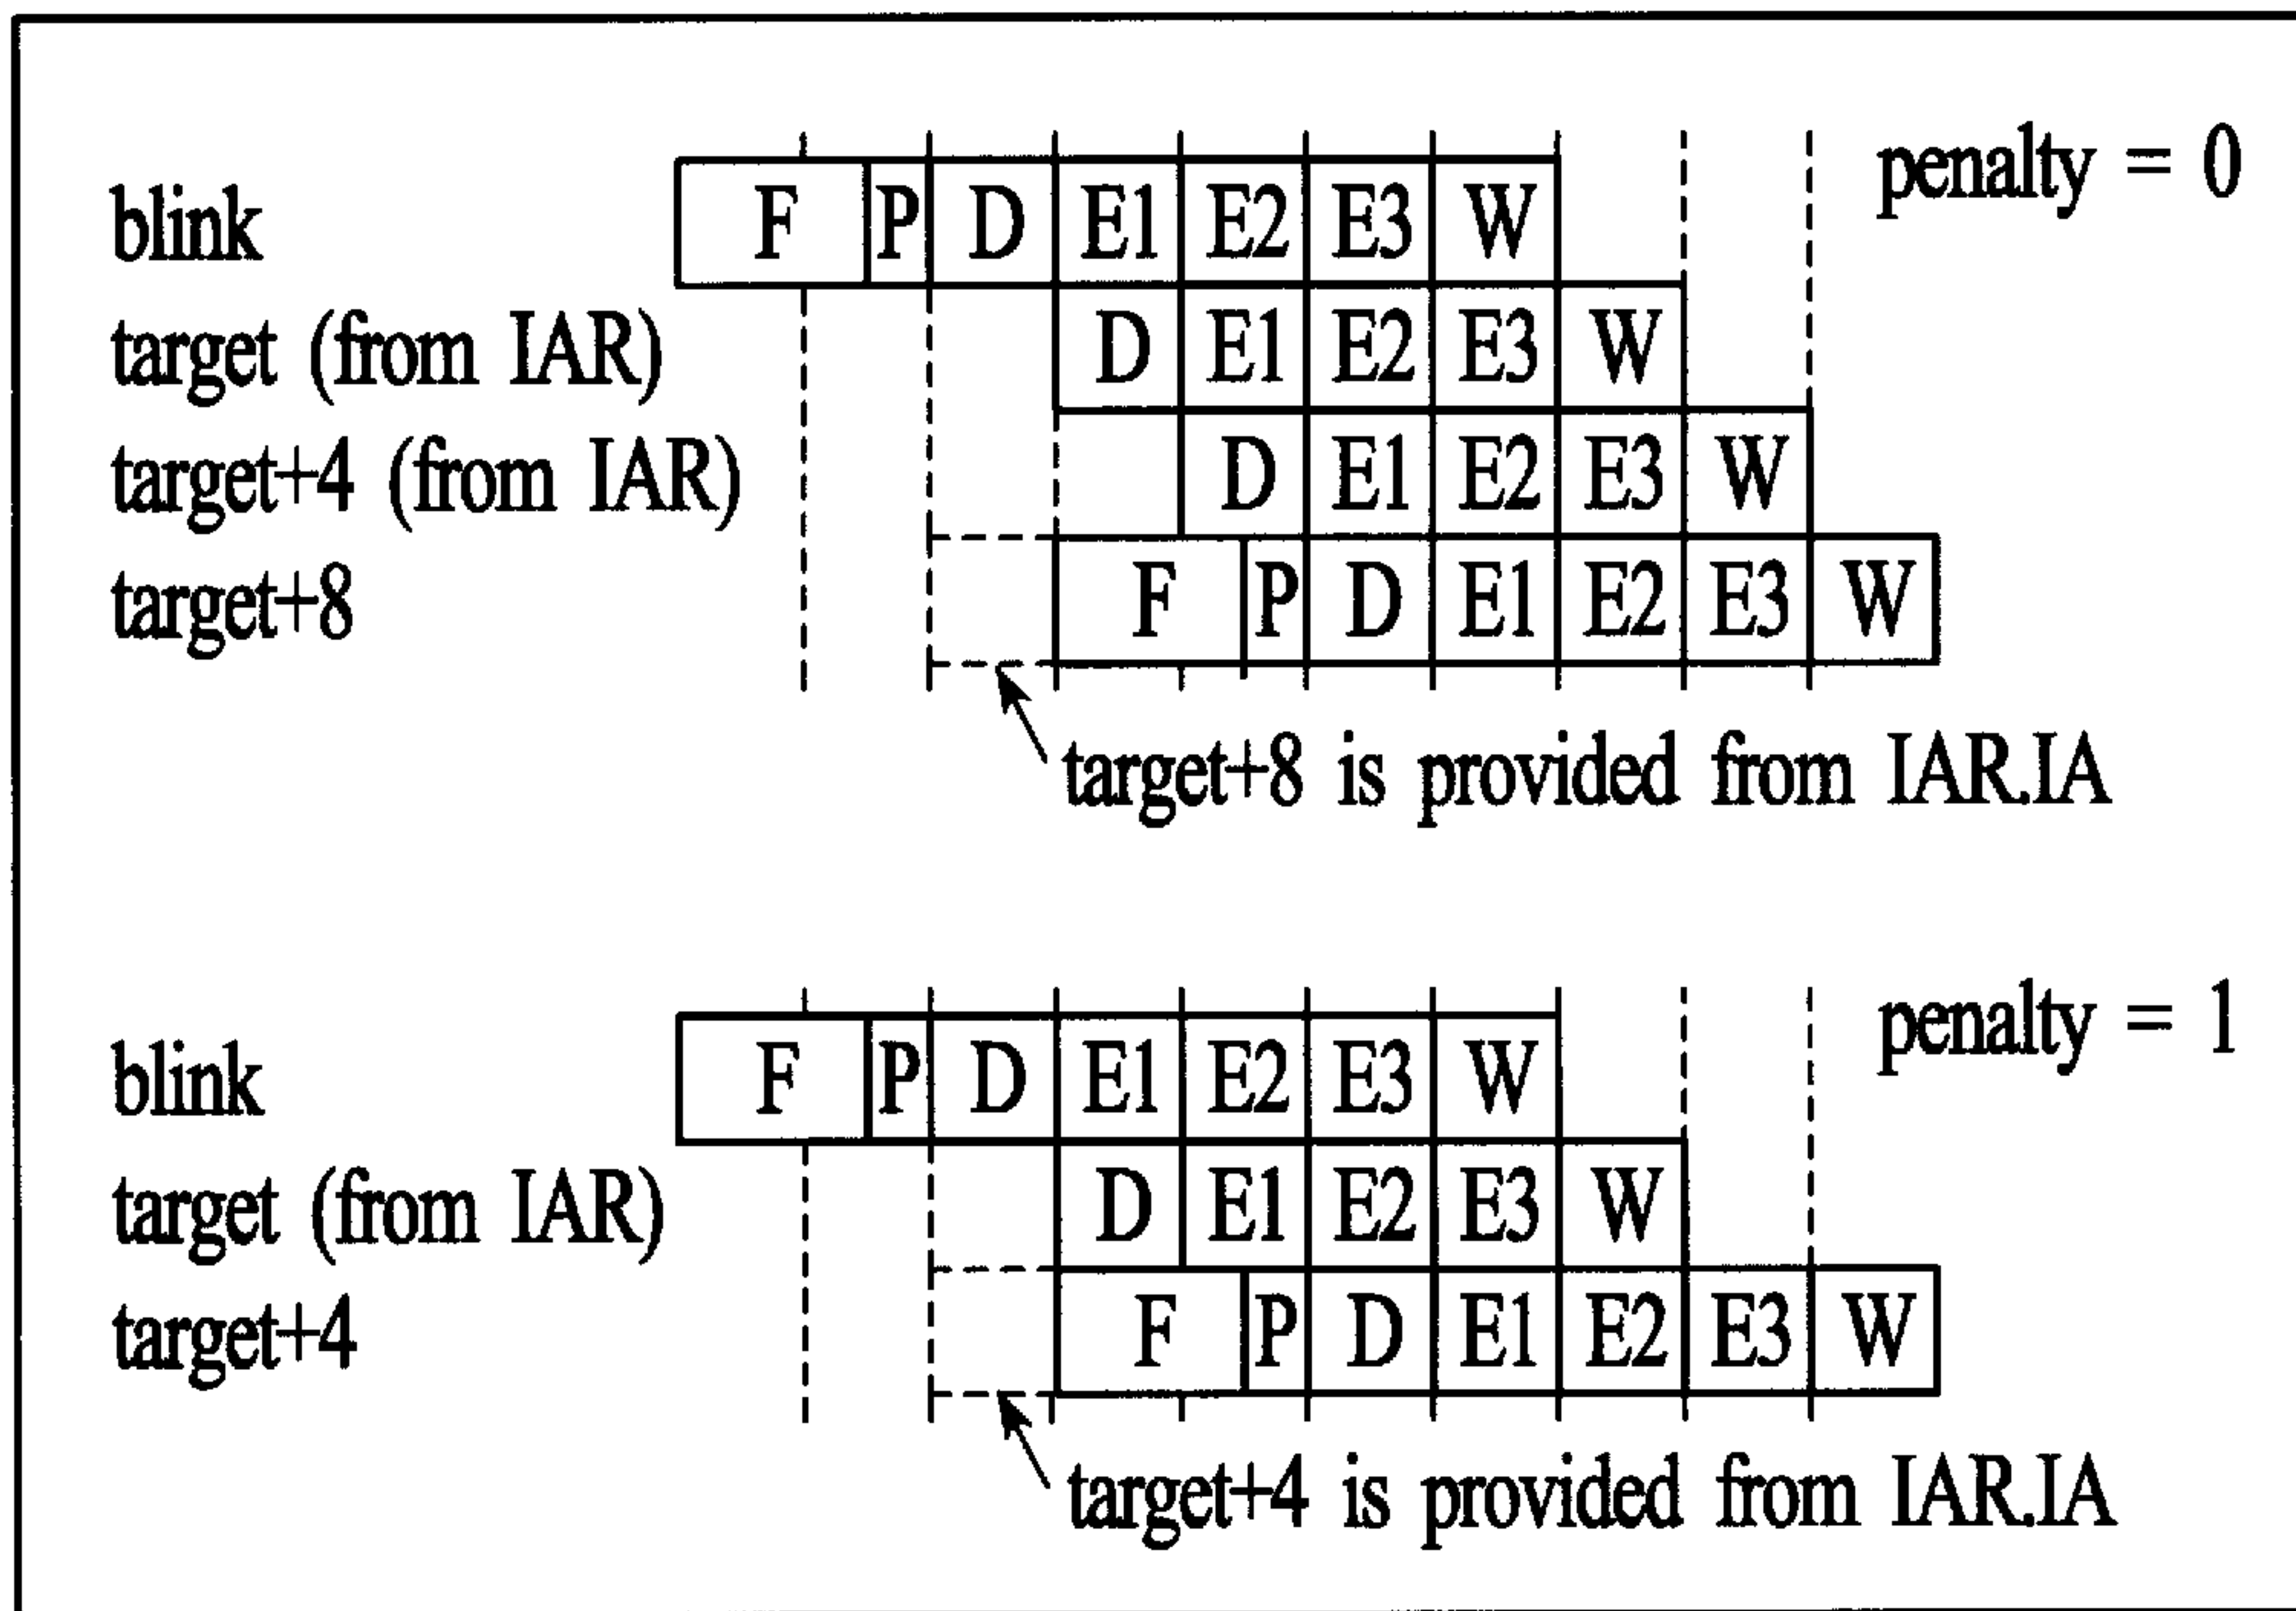 penalty = 0
blink F P D E1 E2 E3 W
target (from IAR) D E1 E2 E3 W
target+4 (from IAR) D E1 E2 E3 W
target+8 F P D E1 E2 E3 W
target+8 is provided from IAR.IA
penalty = 1
blink F P D E1 E2 E3 W
target (from IAR) D E1 E2 E3 W
target+4 F P D E1 E2 E3 W
target+4 is provided from IAR.IA